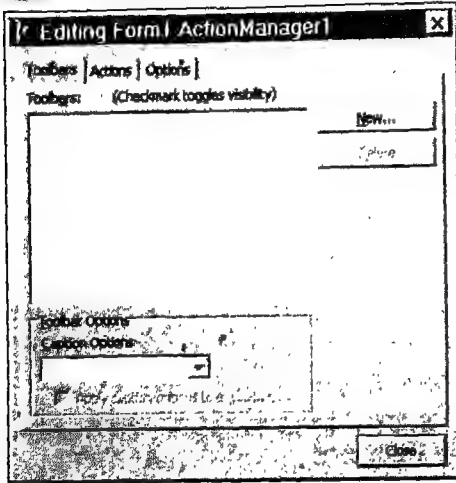 Editing Form1.ActionManager1
Toolbars Actions Options
Toolbars: (Checkmark toggles visibility)
New...
Toolbar Options
Caption Options
Close